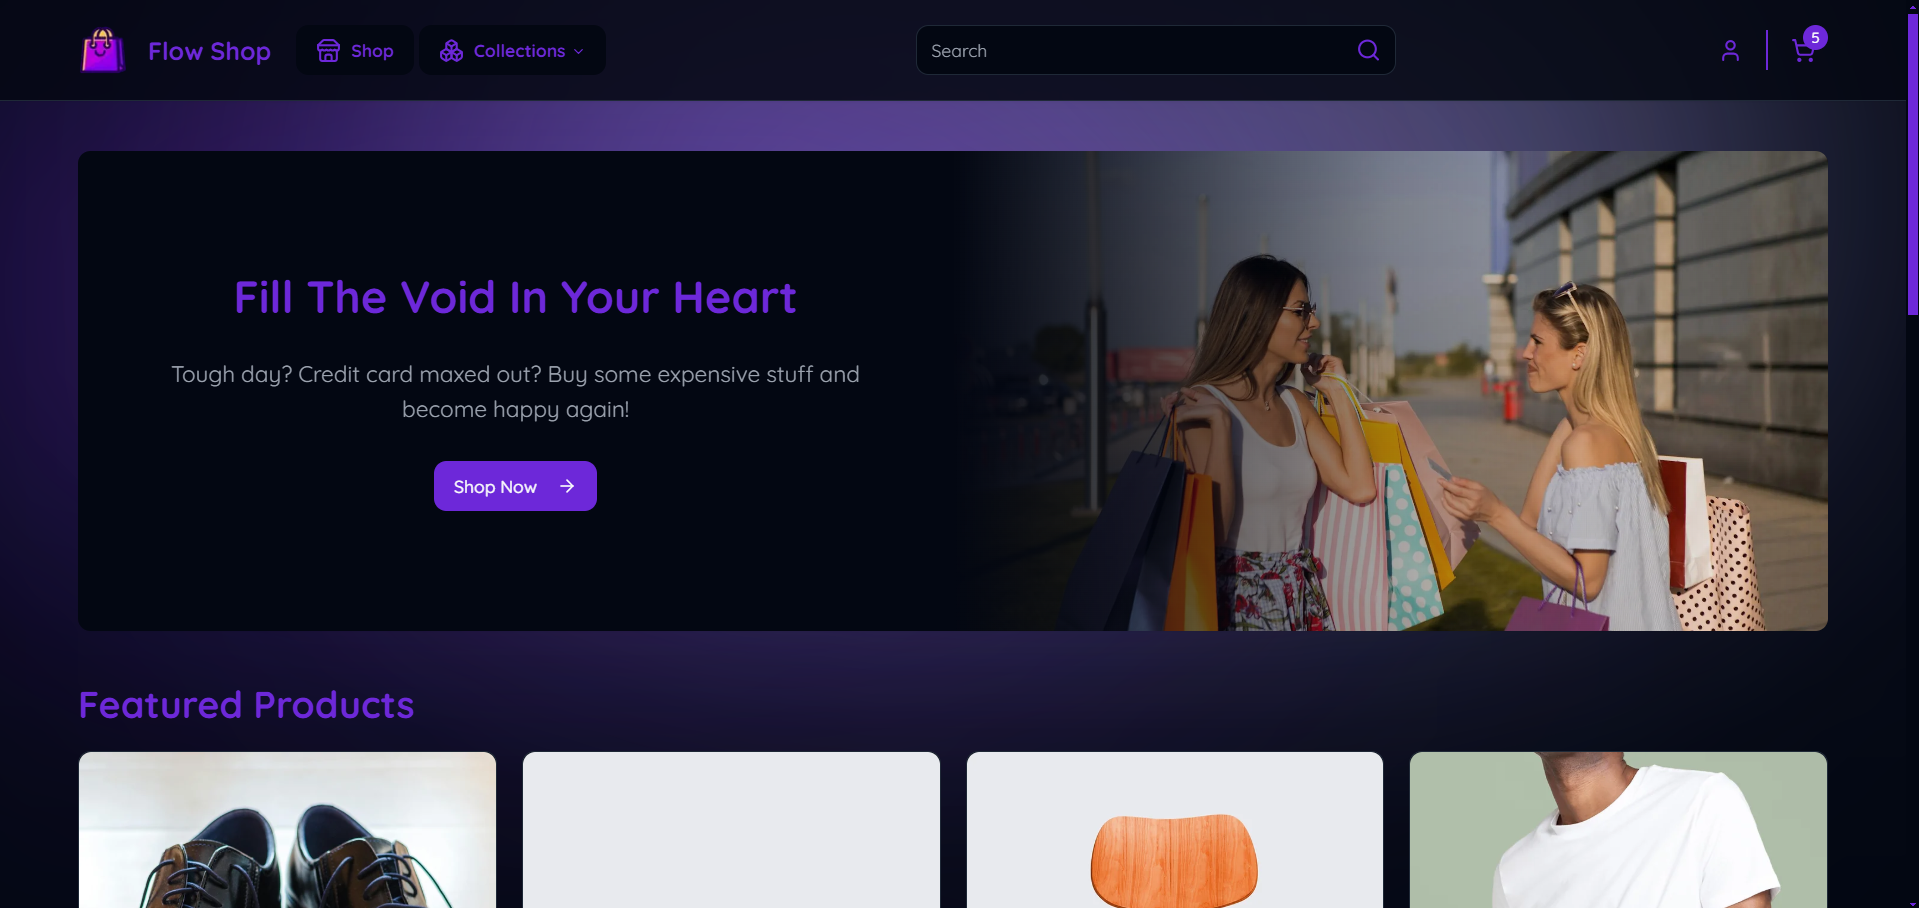 Flow Shop
Shop
Collections
Search
5
Fill The Void In Your Heart
Tough day? Credit card maxed out? Buy some expensive stuff and
become happy again!
Shop Now
Featured Products